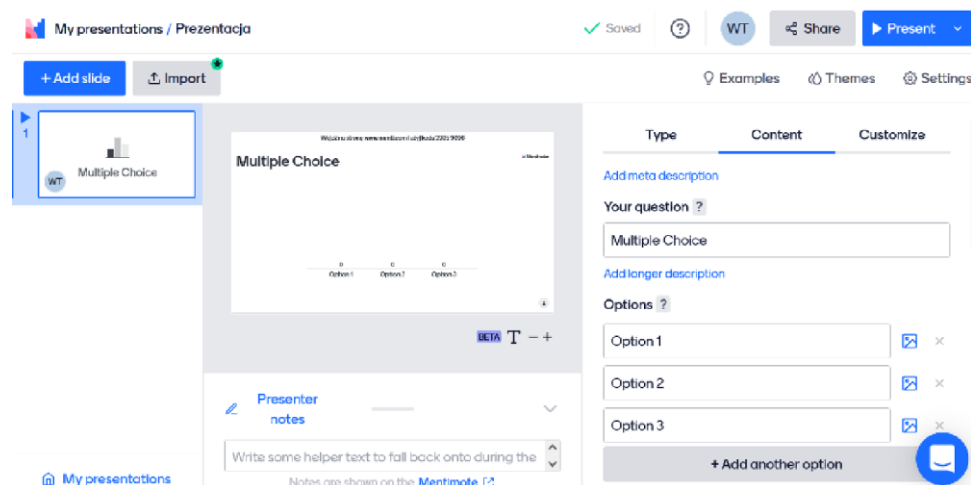 My presentations / Prezentacja
Saved
?
WT
Share
Present
+ Add slide
Import
Examples
Themes
Settings
1
WT
Multiple Choice
Multiple Choice
0 0 0
Option 1 Option 2 Option 3
BETA T − +
Presenter
notes
Write some helper text to fall back onto during the
Notes are shown on the Mentimote
My presentations
Type Content Customize
Add meta description
Your question ?
Multiple Choice
Add longer description
Options ?
Option 1
Option 2
Option 3
+ Add another option